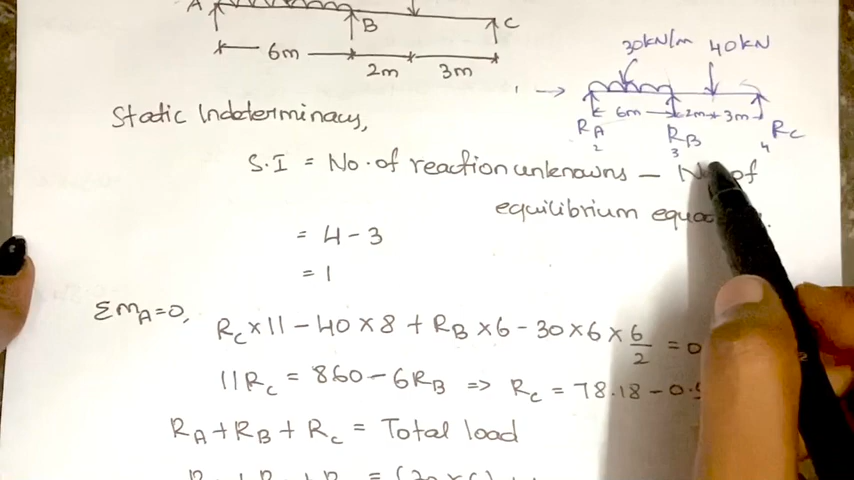 A B C
6m 2m 3m
30kN/m 40kN
6m 2m 3m
RA RB RC
2 3 4
Static Indeterminacy,
S.I = No. of reaction unknowns - No of
equilibrium
= 4 - 3
= 1
ΣMA=0, Rc×11 - 40×8 + RB×6 - 30×6×6/2 = 0
11Rc = 860 - 6RB => Rc = 78.18 -
RA + RB + Rc = Total load